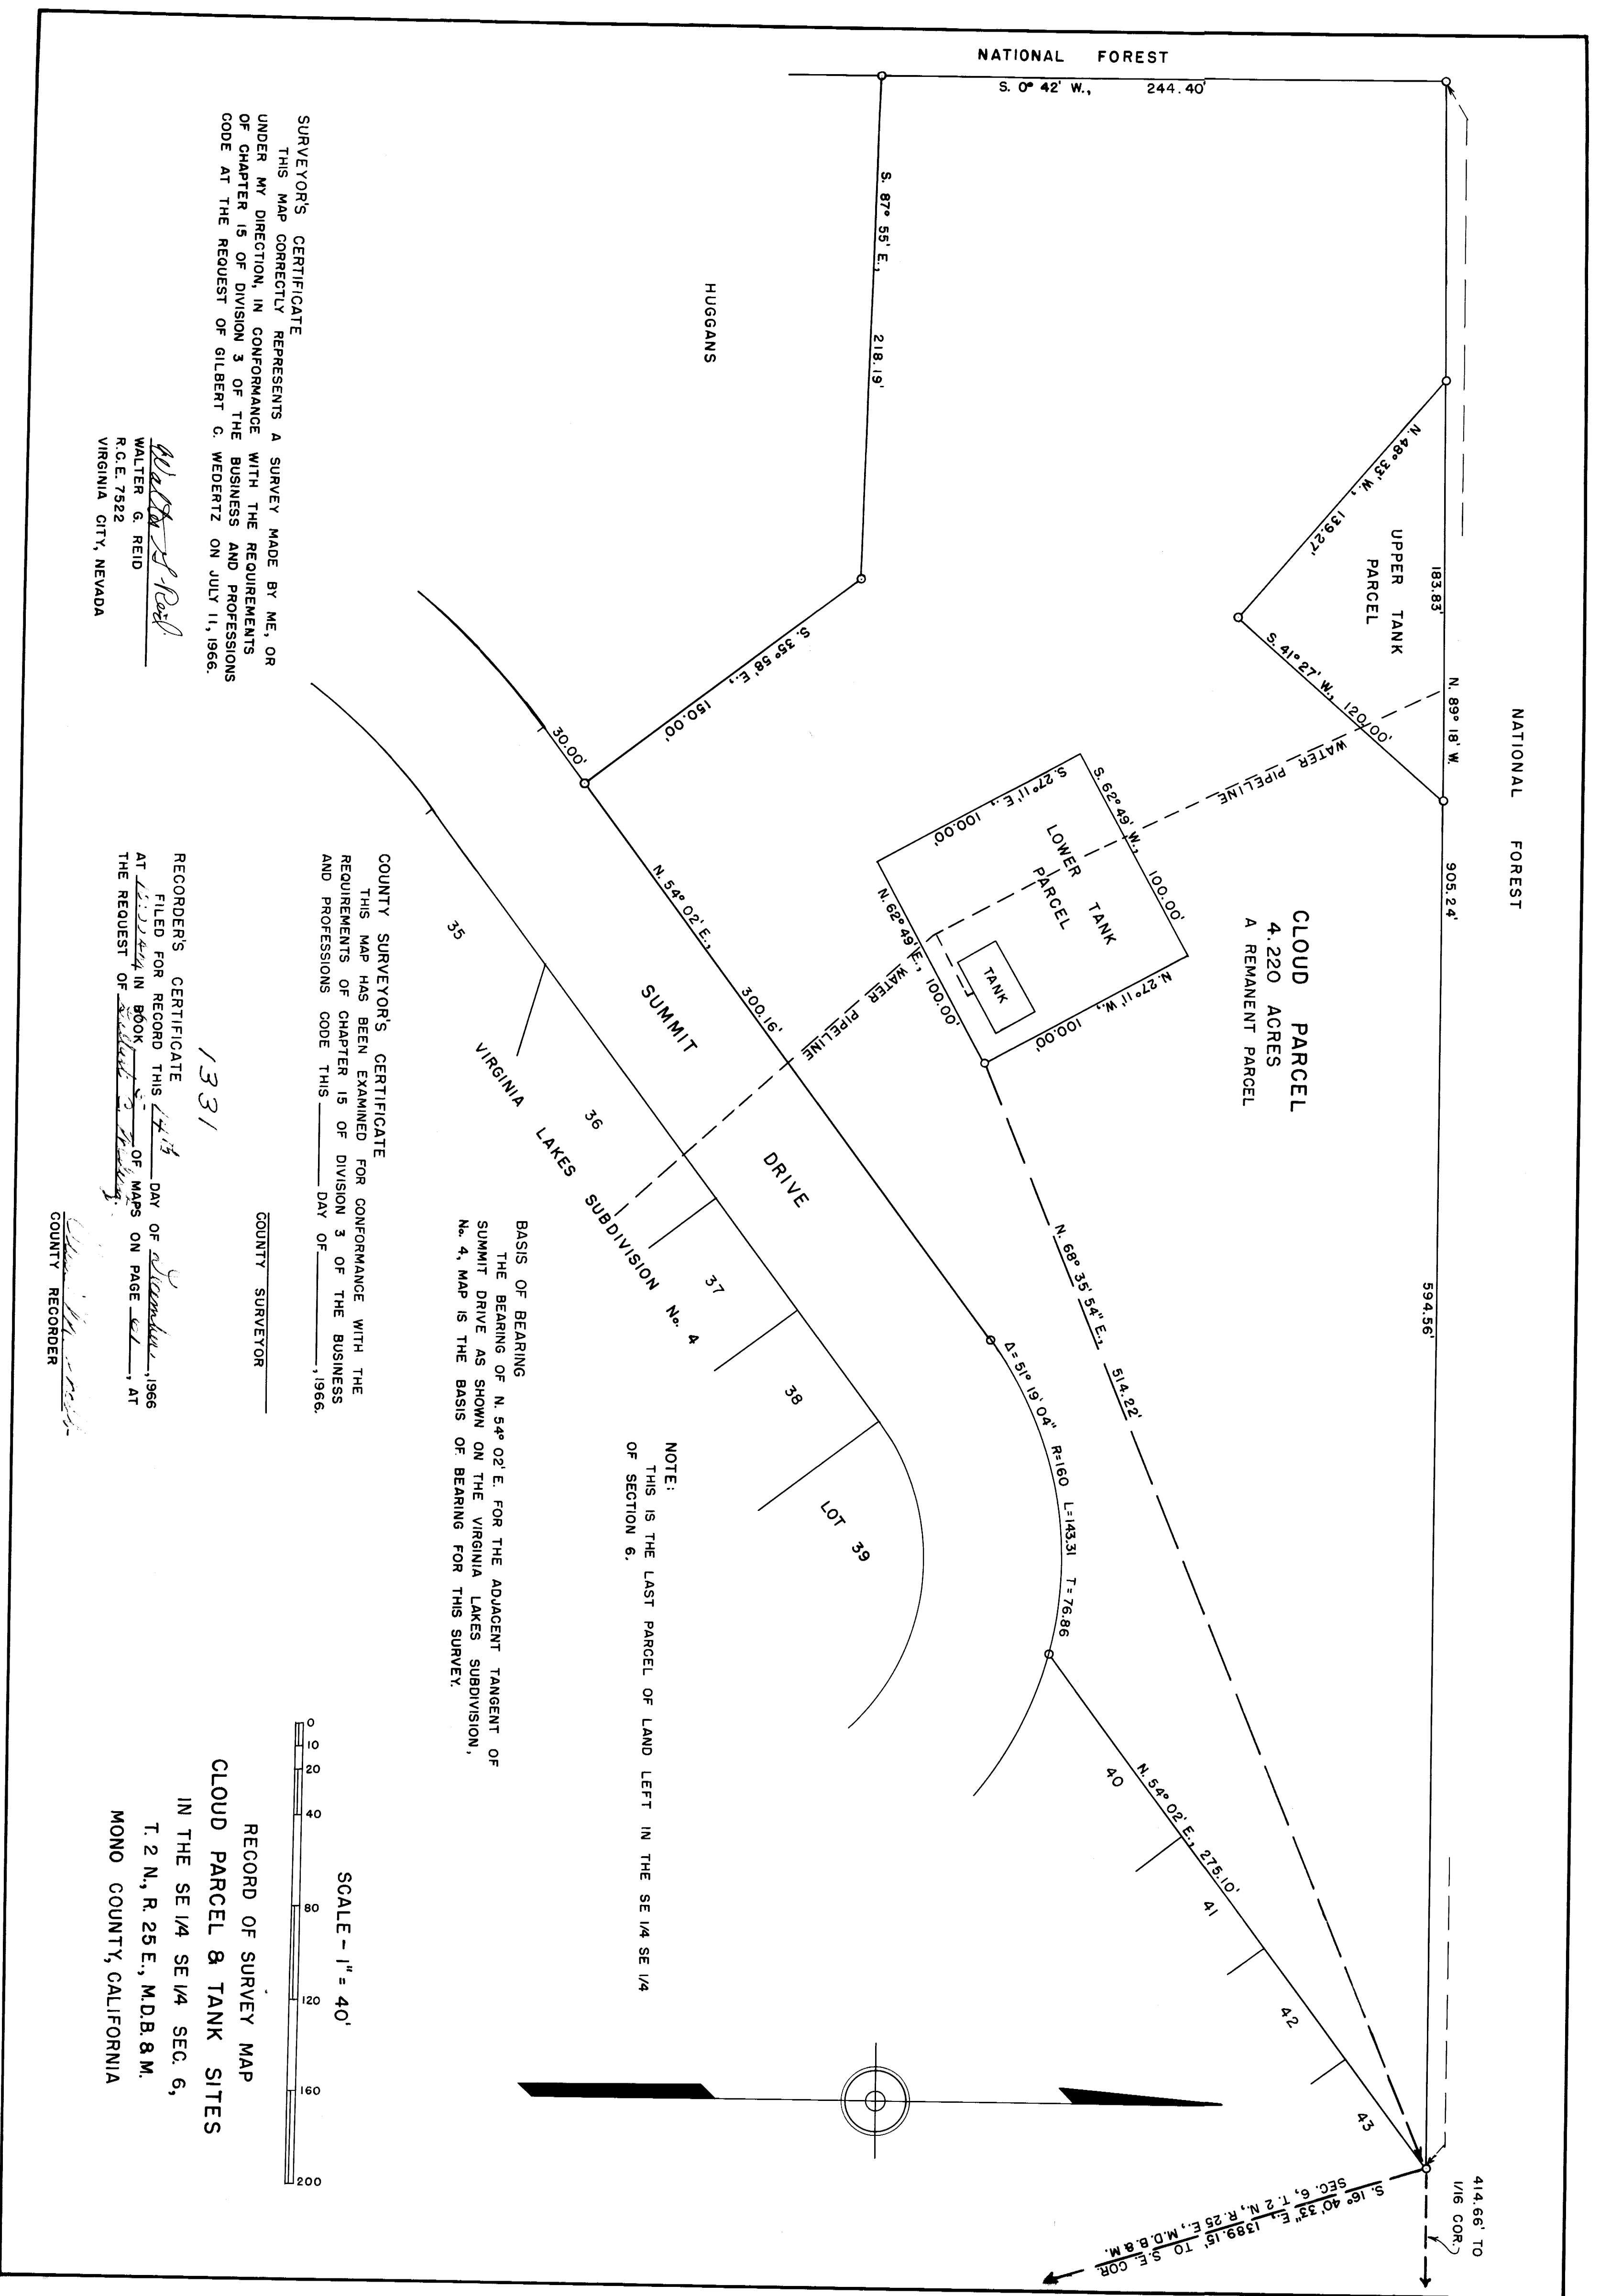 NATIONAL FOREST
S. 0° 42' W., 244.40'
NATIONAL FOREST
N. 89° 18' W. 905.24'
183.83'
594.56'
414.66' TO
1/16 COR.
S. 16° 40' 33" E., 1389.15' TO S.E. COR.
SEC. 6, T. 2 N., R. 25 E., M.D.B. & M.
UPPER TANK
PARCEL
N. 48° 33' W., 139.27'
S. 41° 27' W., 120.00'
WATER PIPELINE
CLOUD PARCEL
4.220 ACRES
A REMANENT PARCEL
LOWER TANK
PARCEL
TANK
S. 62° 49' W., 100.00'
S. 27° 11' E., 100.00'
N. 62° 49' E., 100.00'
N. 27° 11' W., 100.00'
WATER PIPELINE
N. 68° 35' 54" E., 514.22'
S. 87° 55' E., 218.19'
HUGGANS
S. 35° 58' E., 150.00'
30.00'
N. 54° 02' E., 300.16'
Δ = 51° 19' 04" R=160 L=143.31 T=76.86
N. 54° 02' E., 275.10'
40
41
42
43
SUMMIT DRIVE
35
36
37
38
LOT 39
VIRGINIA LAKES SUBDIVISION No. 4
NOTE:
THIS IS THE LAST PARCEL OF LAND LEFT IN THE SE 1/4 SE 1/4
OF SECTION 6.
BASIS OF BEARING
THE BEARING OF N. 54° 02' E. FOR THE ADJACENT TANGENT OF
SUMMIT DRIVE AS SHOWN ON THE VIRGINIA LAKES SUBDIVISION,
No. 4, MAP IS THE BASIS OF BEARING FOR THIS SURVEY.
SURVEYOR'S CERTIFICATE
THIS MAP CORRECTLY REPRESENTS A SURVEY MADE BY ME, OR
UNDER MY DIRECTION, IN CONFORMANCE WITH THE REQUIREMENTS
OF CHAPTER 15 OF DIVISION 3 OF THE BUSINESS AND PROFESSIONS
CODE AT THE REQUEST OF GILBERT C. WEDERTZ ON JULY 11, 1966.
Walter G Reid
WALTER G. REID
R.C.E. 7522
VIRGINIA CITY, NEVADA
COUNTY SURVEYOR'S CERTIFICATE
THIS MAP HAS BEEN EXAMINED FOR CONFORMANCE WITH THE
REQUIREMENTS OF CHAPTER 15 OF DIVISION 3 OF THE BUSINESS
AND PROFESSIONS CODE THIS DAY OF , 1966.
COUNTY SURVEYOR
1331
RECORDER'S CERTIFICATE
FILED FOR RECORD THIS DAY OF December, 1966
AT IN BOOK OF MAPS ON PAGE , AT
THE REQUEST OF
COUNTY RECORDER
SCALE - 1" = 40'
0 10 20 40 80 120 160 200
RECORD OF SURVEY MAP
CLOUD PARCEL & TANK SITES
IN THE SE 1/4 SE 1/4 SEC. 6,
T. 2 N., R. 25 E., M.D.B. & M.
MONO COUNTY, CALIFORNIA